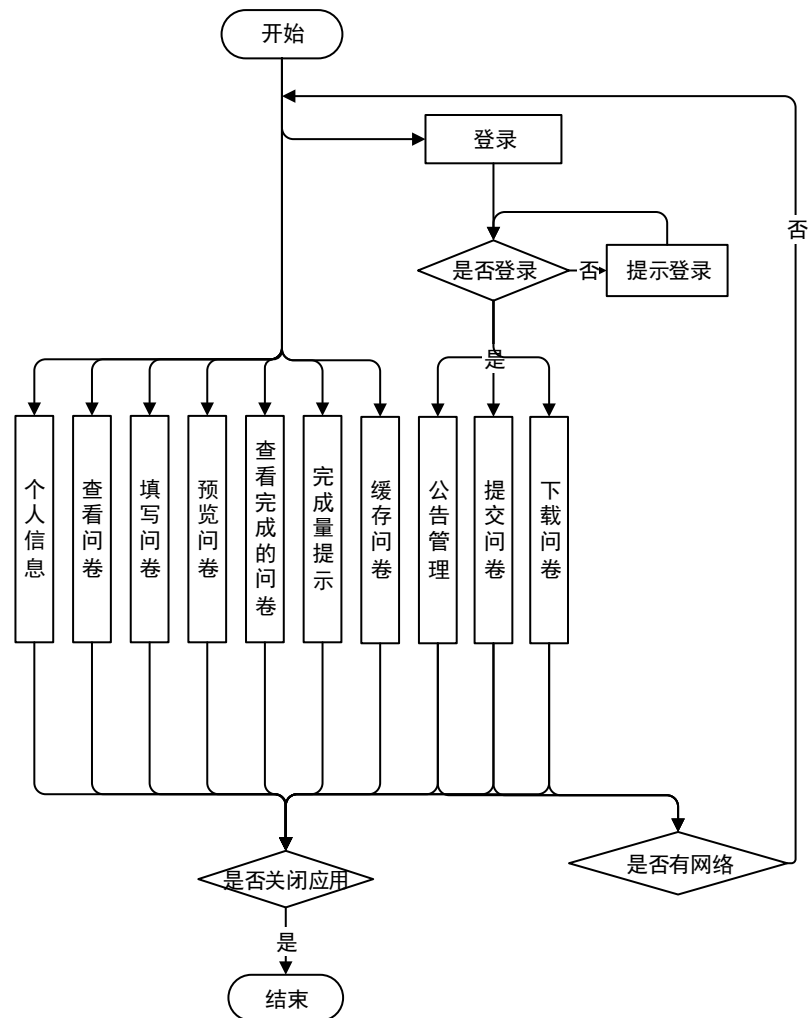 开始
登录
否
是否登录
否
提示登录
是
个人信息
查看问卷
填写问卷
预览问卷
查看完成的问卷
完成量提示
缓存问卷
公告管理
提交问卷
下载问卷
是否关闭应用
是否有网络
是
结束